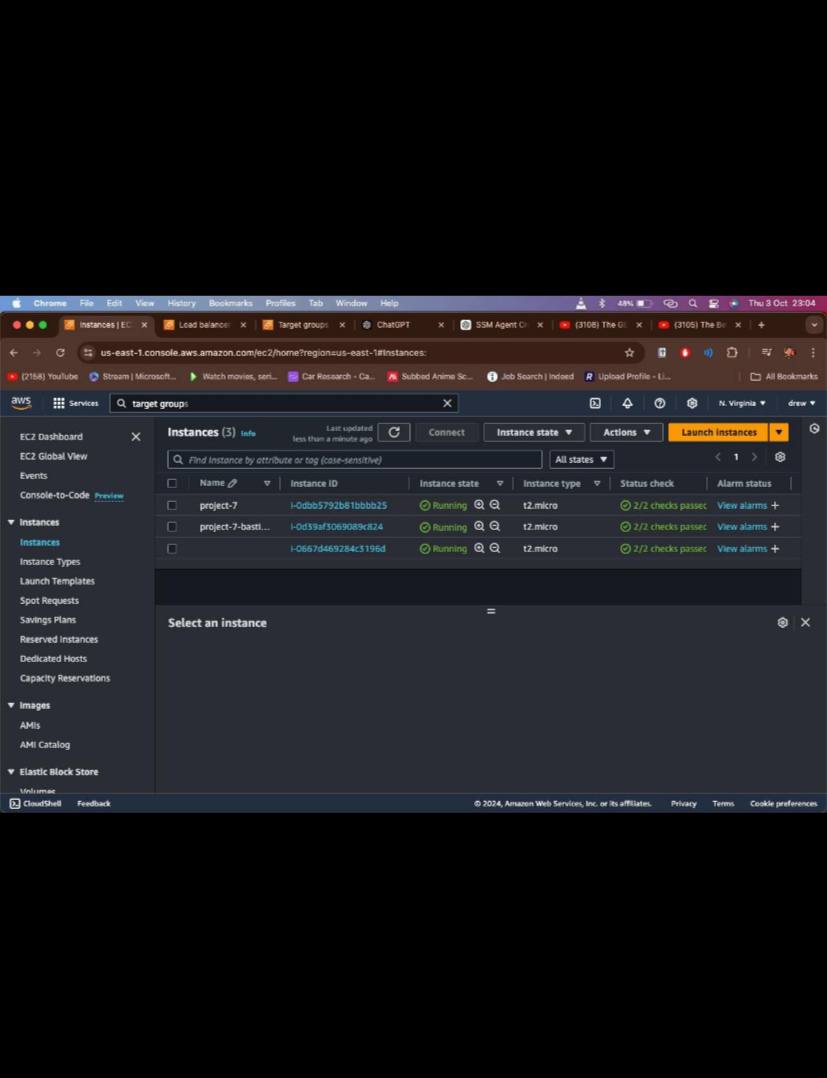 Chrome File Edit View History Bookmarks Profiles Tab Window Help 48% Thu 3 Oct 23:04
Instances | EC Load balancer Target groups ChatGPT SSM Agent (3108) The (3105) The Be
us-east-1.console.aws.amazon.com/ec2/home?region=us-east-1#Instances:
(2158) YouTube Stream | Microsoft... Watch movies, seri... Car Research - Ca... Subbed Anime Sc... Job Search | Indeed Upload Profile - Li... All Bookmarks
aws Services target groups N. Virginia drew
EC2 Dashboard
EC2 Global View
Events
Console-to-Code Preview
Instances
Instances
Instance Types
Launch Templates
Spot Requests
Savings Plans
Reserved Instances
Dedicated Hosts
Capacity Reservations
Images
AMIs
AMI Catalog
Elastic Block Store
Volumes
Instances (3) Info Last updated less than a minute ago Connect Instance state Actions Launch instances
Find Instance by attribute or tag (case-sensitive) All states 1
Name Instance ID Instance state Instance type Status check Alarm status
project-7 i-0dbb5792b81bbbb25 Running t2.micro 2/2 checks passec View alarms +
project-7-basti... i-0d39af3069089c824 Running t2.micro 2/2 checks passec View alarms +
i-0667d469284c3196d Running t2.micro 2/2 checks passec View alarms +
Select an instance
CloudShell Feedback © 2024, Amazon Web Services, Inc. or its affiliates. Privacy Terms Cookie preferences